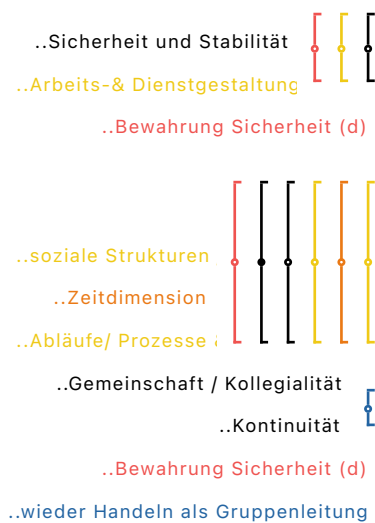 ..Sicherheit und Stabilität
..Arbeits-& Dienstgestaltung
..Bewahrung Sicherheit (d)
..soziale Strukturen
..Zeitdimension
..Abläufe/ Prozesse
..Gemeinschaft / Kollegialität
..Kontinuität
..Bewahrung Sicherheit (d)
..wieder Handeln als Gruppenleitung